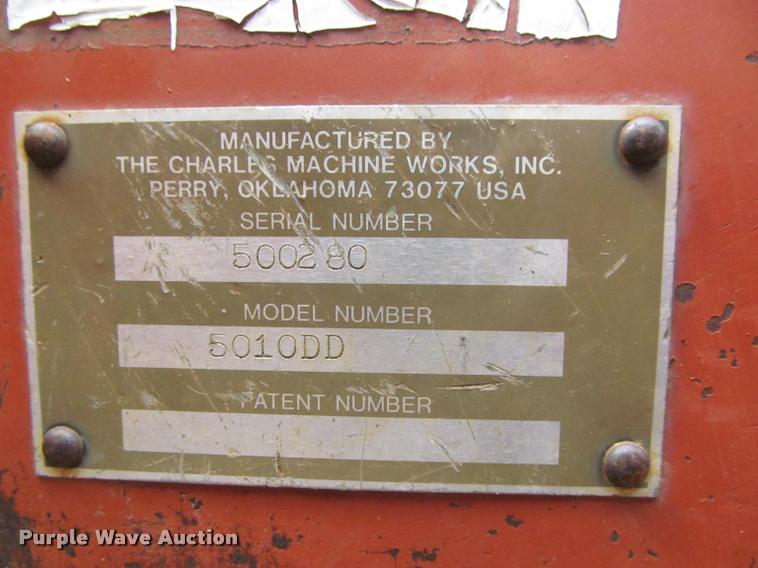 MANUFACTURED BY
THE CHARLES MACHINE WORKS, INC.
PERRY, OKLAHOMA 73077 USA
SERIAL NUMBER
500280
MODEL NUMBER
5010DD
PATENT NUMBER
Purple Wave Auction